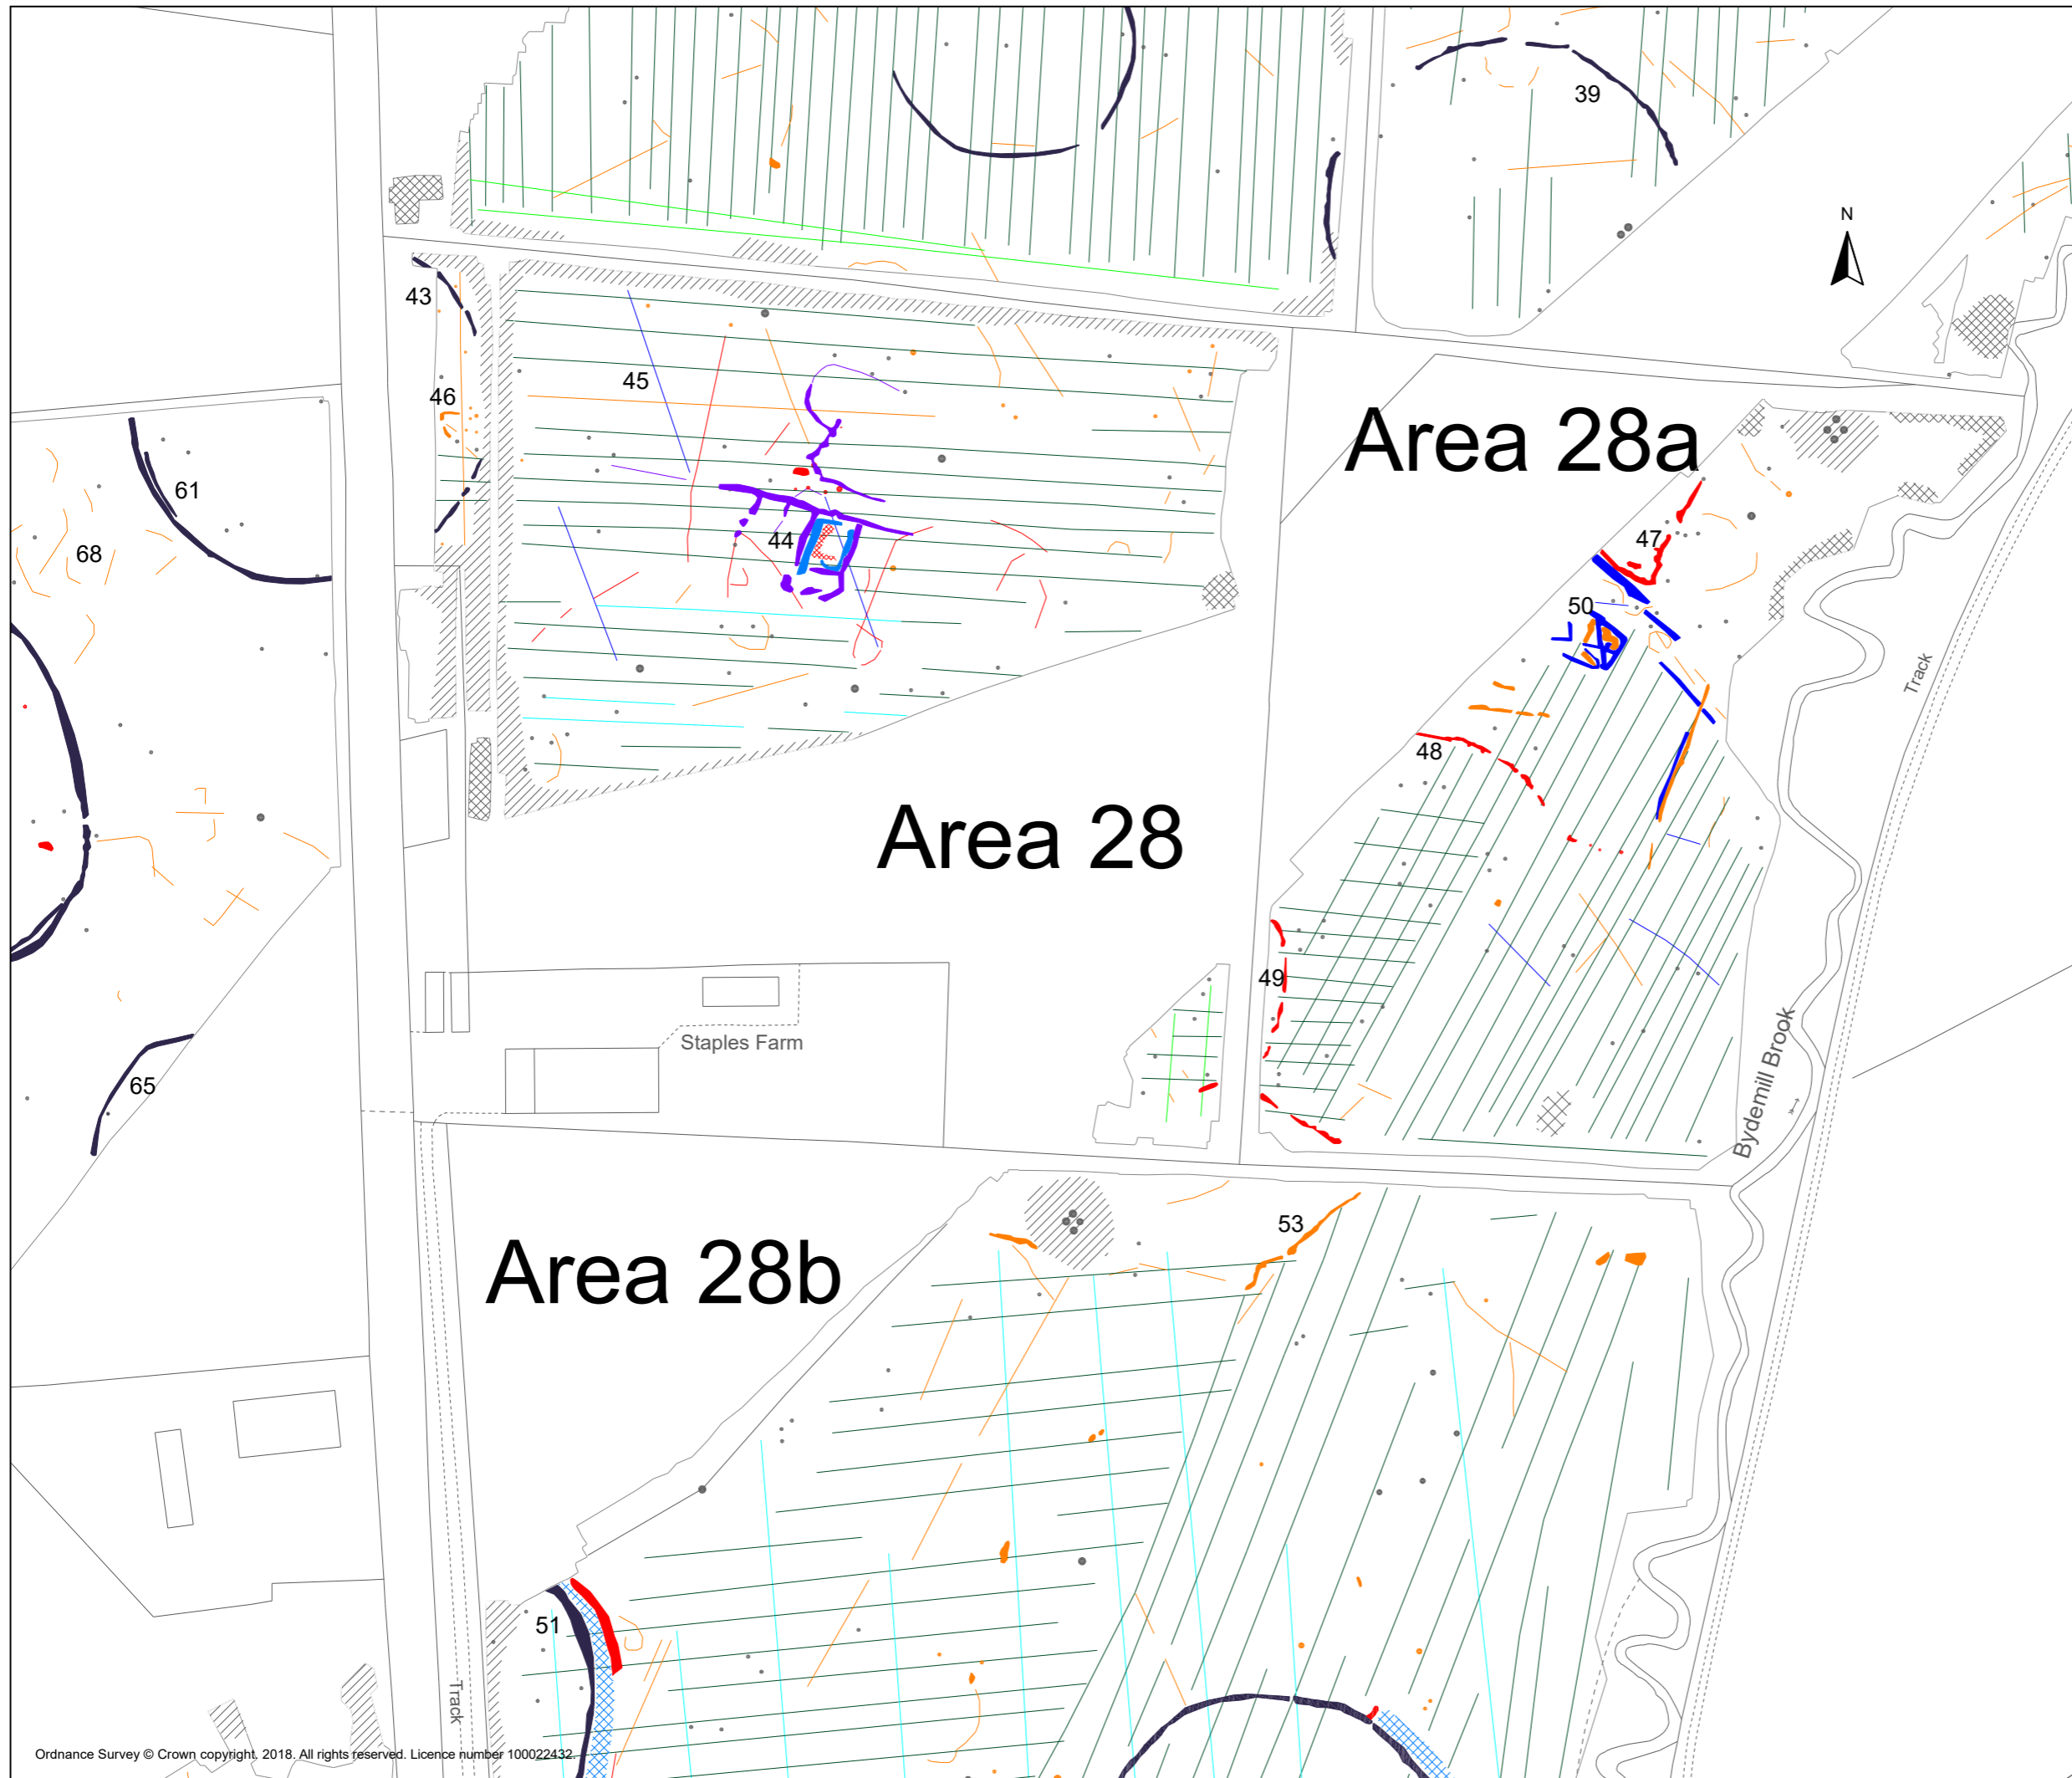 39
N
43
45
46
Area 28a
61
47
44
68
50
Track
48
Area 28
49
Staples Farm
Bydemill Brook
65
53
Area 28b
51
Track
Ordnance Survey © Crown copyright. 2018. All rights reserved. Licence number 100022432.